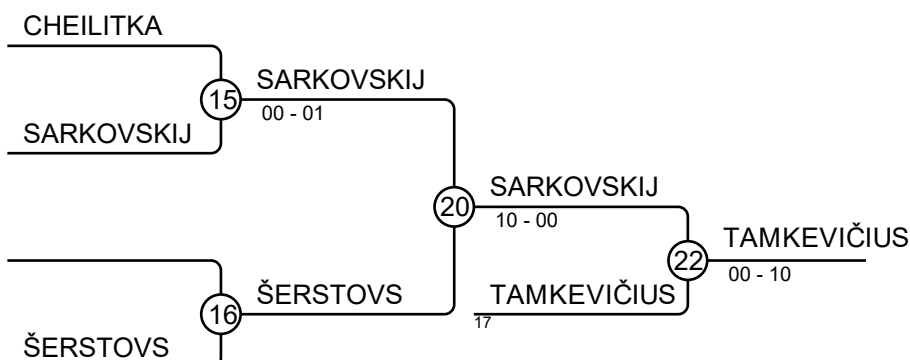 CHEILITKA
15
SARKOVSKIJ
00 - 01
SARKOVSKIJ
20
SARKOVSKIJ
10 - 00
22
TAMKEVIČIUS
00 - 10
TAMKEVIČIUS
17
16
ŠERSTOVS
ŠERSTOVS